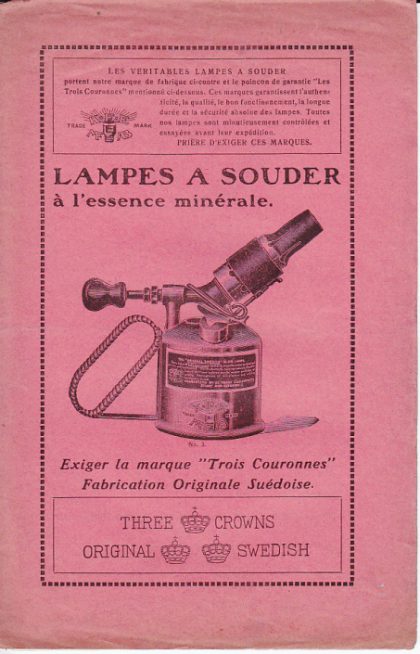 LES VERITABLES LAMPES A SOUDER
portent notre marque de fabrique ci-contre et le poinçon de garantie "Les
Trois Couronnes" mentionné ci-dessous. Ces marques garantissent l'authen-
ticité, la qualité, le bon fonctinnement, la longue
durée et la sécurité absolue des lampes. Toutes
nos lampes sont minutieusement contrôlées et
essayées avant leur expédition.
PRIÈRE D'EXIGER CES MARQUES.
TRADE MARK
LAMPES A SOUDER
à l'essence minérale.
No. 3.
Exiger la marque "Trois Couronnes"
Fabrication Originale Suédoise.
THREE CROWNS
ORIGINAL SWEDISH